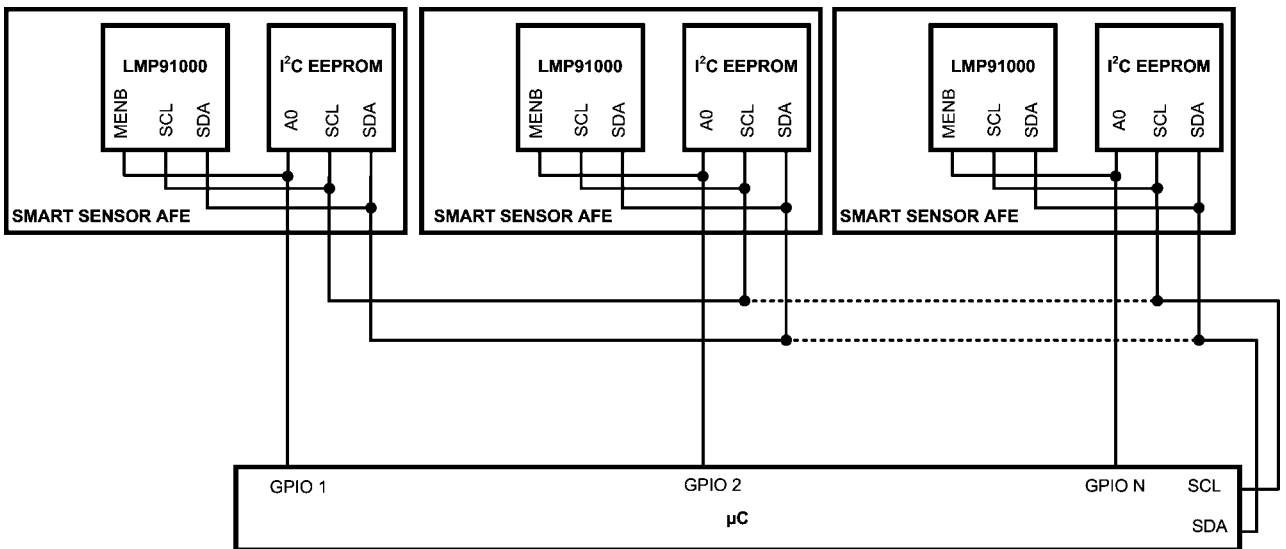 LMP91000
I²C EEPROM
MENB
SCL
SDA
A0
SCL
SDA
SMART SENSOR AFE
LMP91000
I²C EEPROM
MENB
SCL
SDA
A0
SCL
SDA
SMART SENSOR AFE
LMP91000
I²C EEPROM
MENB
SCL
SDA
A0
SCL
SDA
SMART SENSOR AFE
GPIO 1
GPIO 2
GPIO N
SCL
µC
SDA